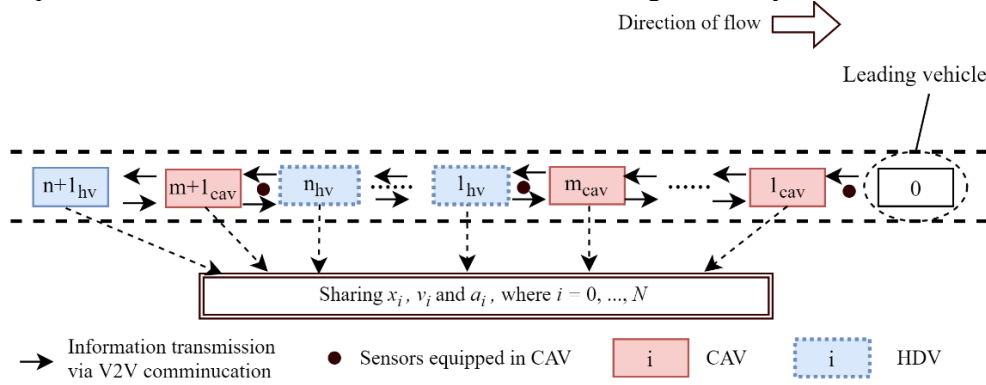 Direction of flow
Leading vehicle
n+1hv
m+1cav
nhv
......
1hv
mcav
......
1cav
0
Sharing xi, vi and ai, where i = 0, ..., N
Information transmission
via V2V comminucation
Sensors equipped in CAV
i
CAV
i
HDV